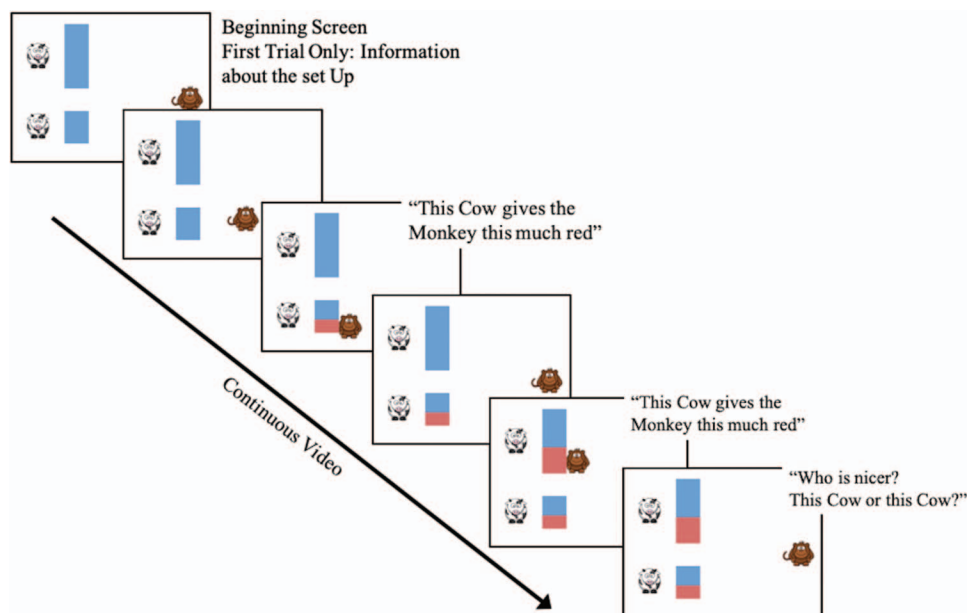 Beginning Screen
First Trial Only: Information
about the set Up
“This Cow gives the
Monkey this much red”
Continuous Video
“This Cow gives the
Monkey this much red”
“Who is nicer?
This Cow or this Cow?”